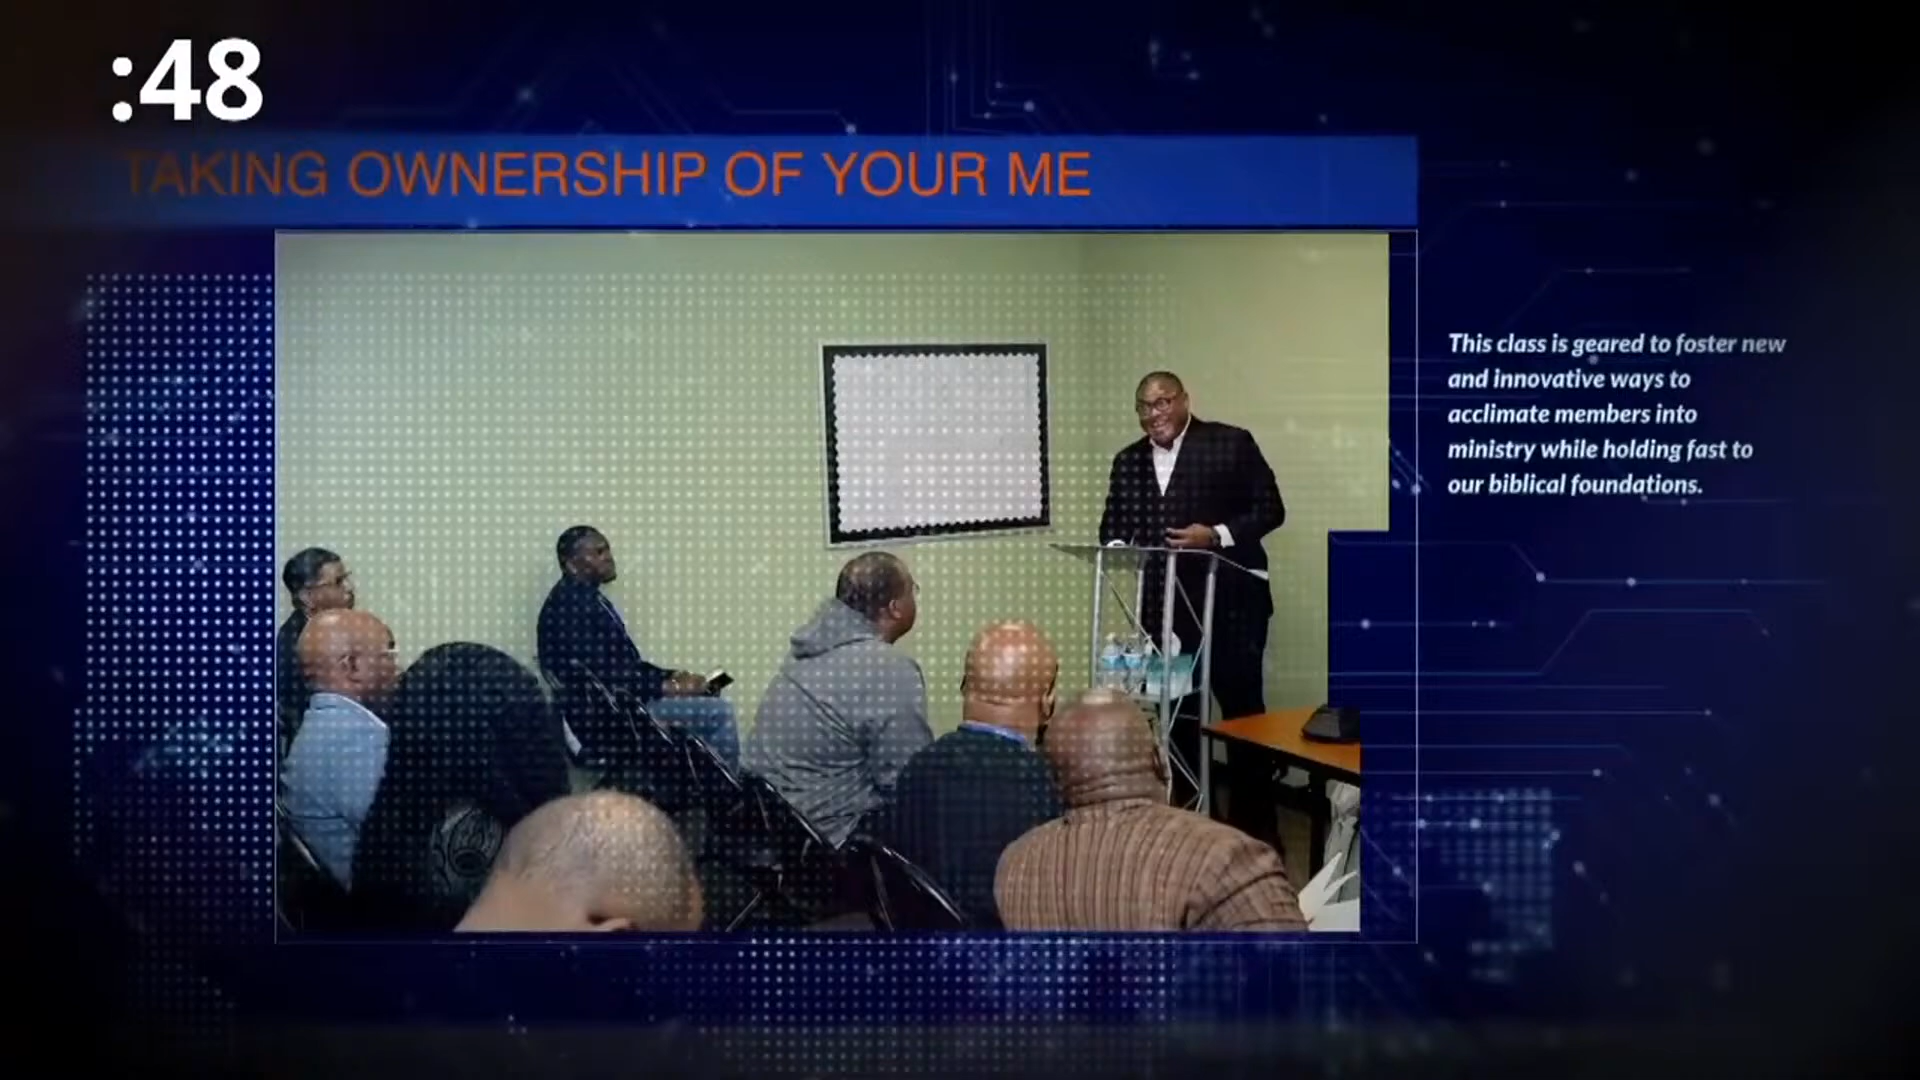 :48
TAKING OWNERSHIP OF YOUR ME
This class is geared to foster new
and innovative ways to
acclimate members into
ministry while holding fast to
our biblical foundations.